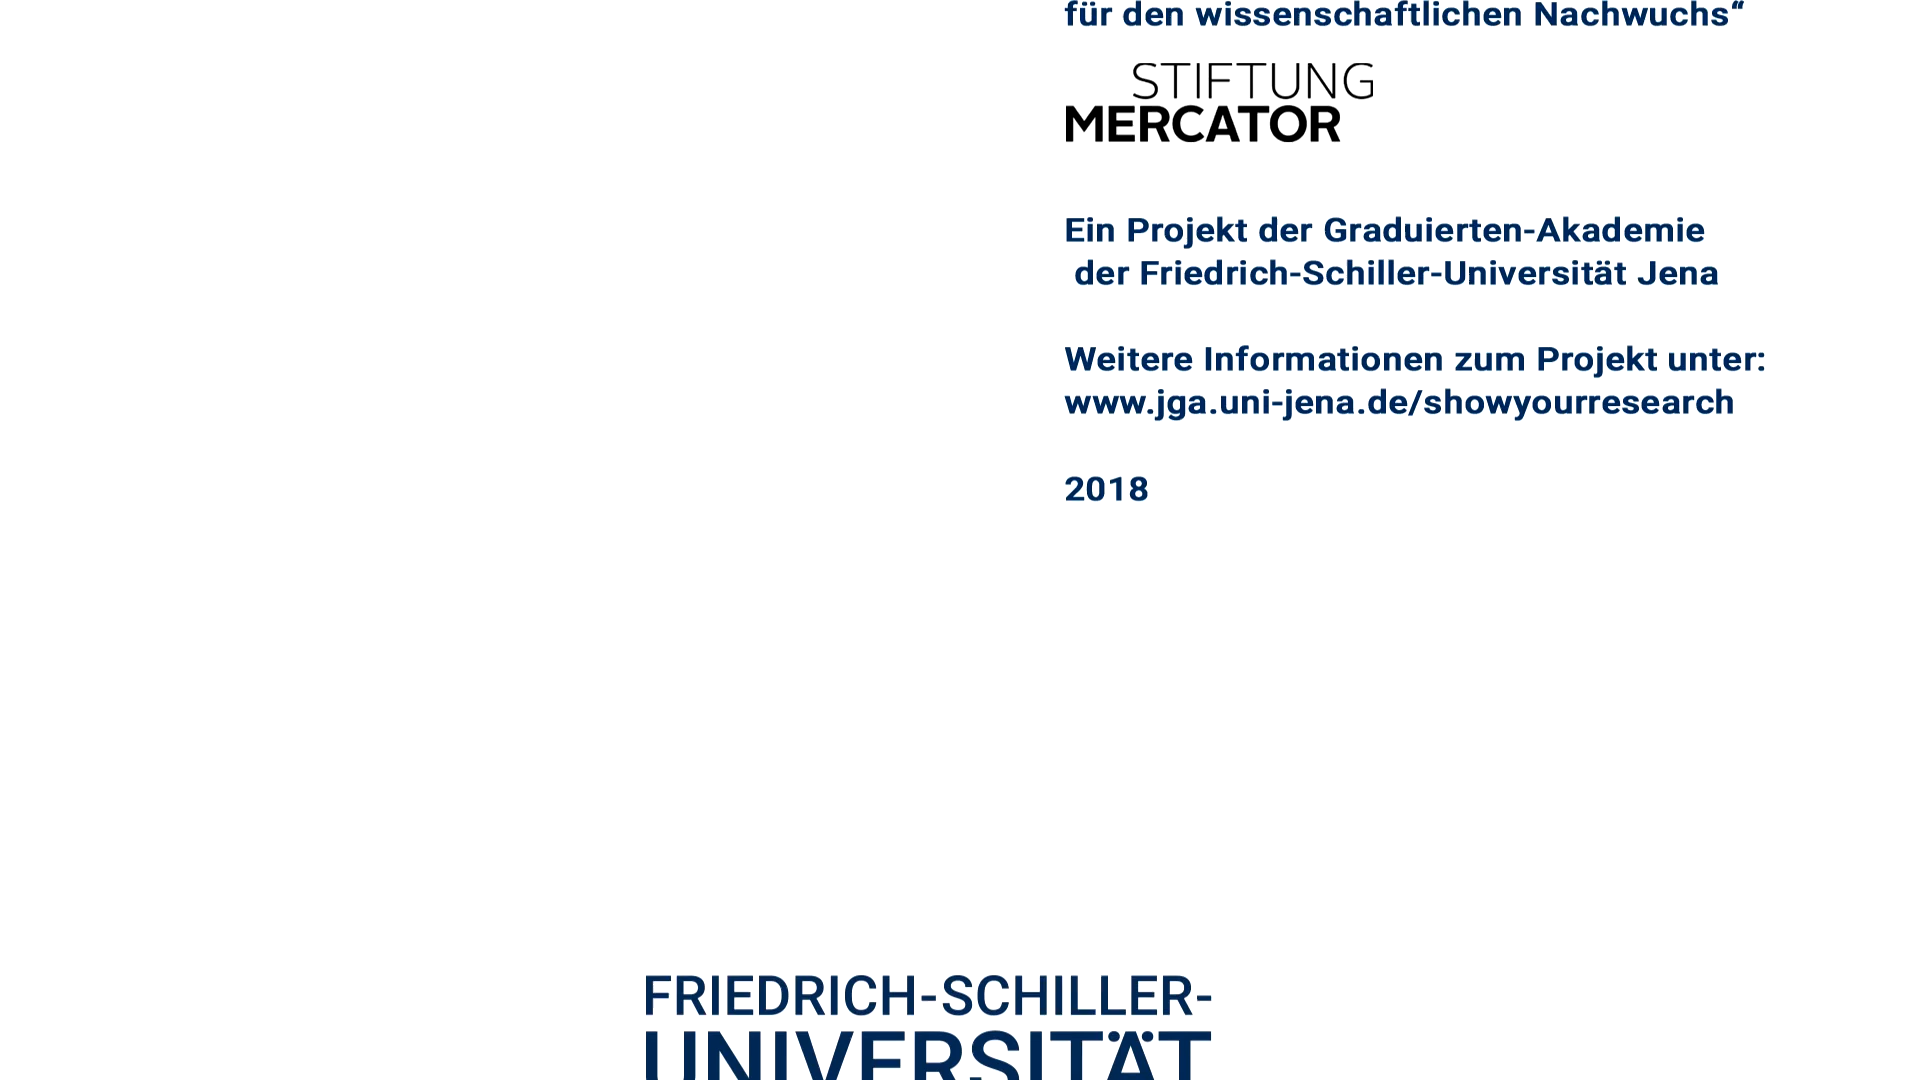 für den wissenschaftlichen Nachwuchs“
STIFTUNG
MERCATOR
Ein Projekt der Graduierten-Akademie
der Friedrich-Schiller-Universität Jena
Weitere Informationen zum Projekt unter:
www.jga.uni-jena.de/showyourresearch
2018
FRIEDRICH-SCHILLER-
UNIVERSITÄT